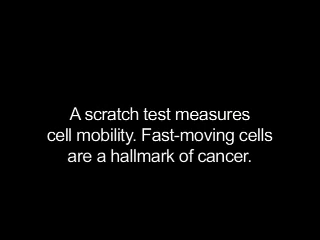 A scratch test measures
cell mobility. Fast-moving cells
are a hallmark of cancer.